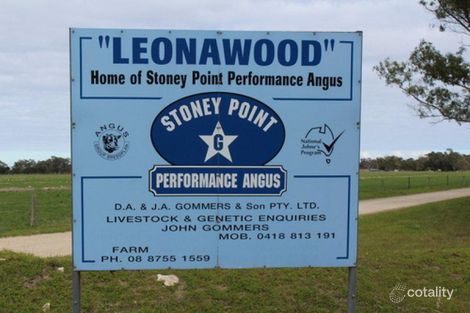 "LEONAWOOD"
Home of Stoney Point Performance Angus
STONEY POINT
G
PERFORMANCE ANGUS
ANGUS
National Johne's
Program
D.A. & J.A. GOMMERS & Son PTY. LTD.
LIVESTOCK & GENETIC ENQUIRIES
JOHN GOMMERS
MOB. 0418 813 191
FARM
PH. 08 8755 1559
cotality